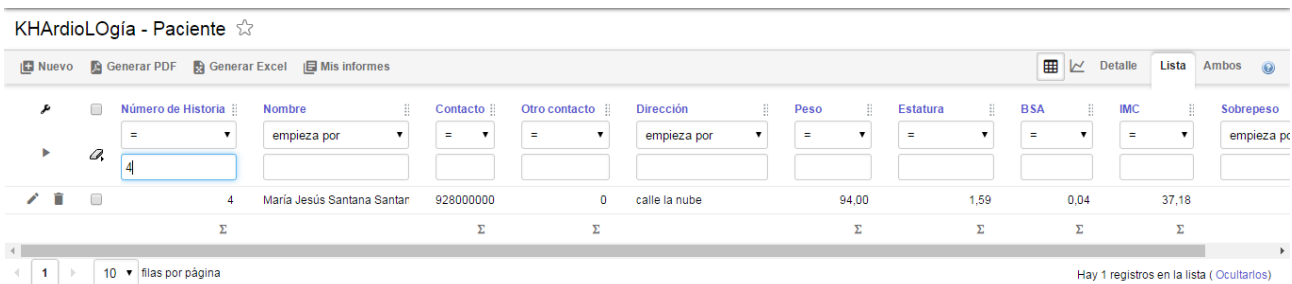 KHArdioLOgía - Paciente
Nuevo Generar PDF Generar Excel Mis informes Detalle Lista Ambos
Número de Historia Nombre Contacto Otro contacto Dirección Peso Estatura BSA IMC Sobrepeso
= empieza por = = empieza por = = = = empieza po
4
4 María Jesús Santana Santar 928000000 0 calle la nube 94,00 1,59 0,04 37,18
Σ Σ Σ Σ Σ Σ Σ
1 10 filas por página Hay 1 registros en la lista ( Ocultarlos)